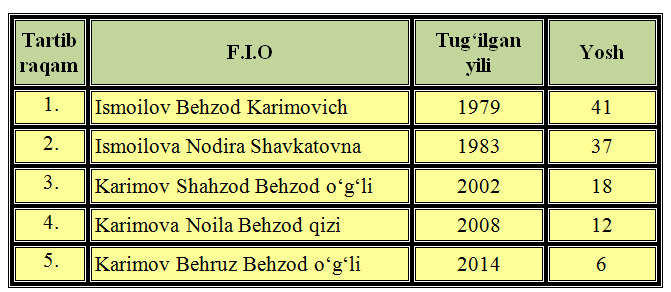 Tartib raqam F.I.O Tug‘ilgan yili Yosh
1. Ismoilov Behzod Karimovich 1979 41
2. Ismoilova Nodira Shavkatovna 1983 37
3. Karimov Shahzod Behzod o‘g‘li 2002 18
4. Karimova Noila Behzod qizi 2008 12
5. Karimov Behruz Behzod o‘g‘li 2014 6